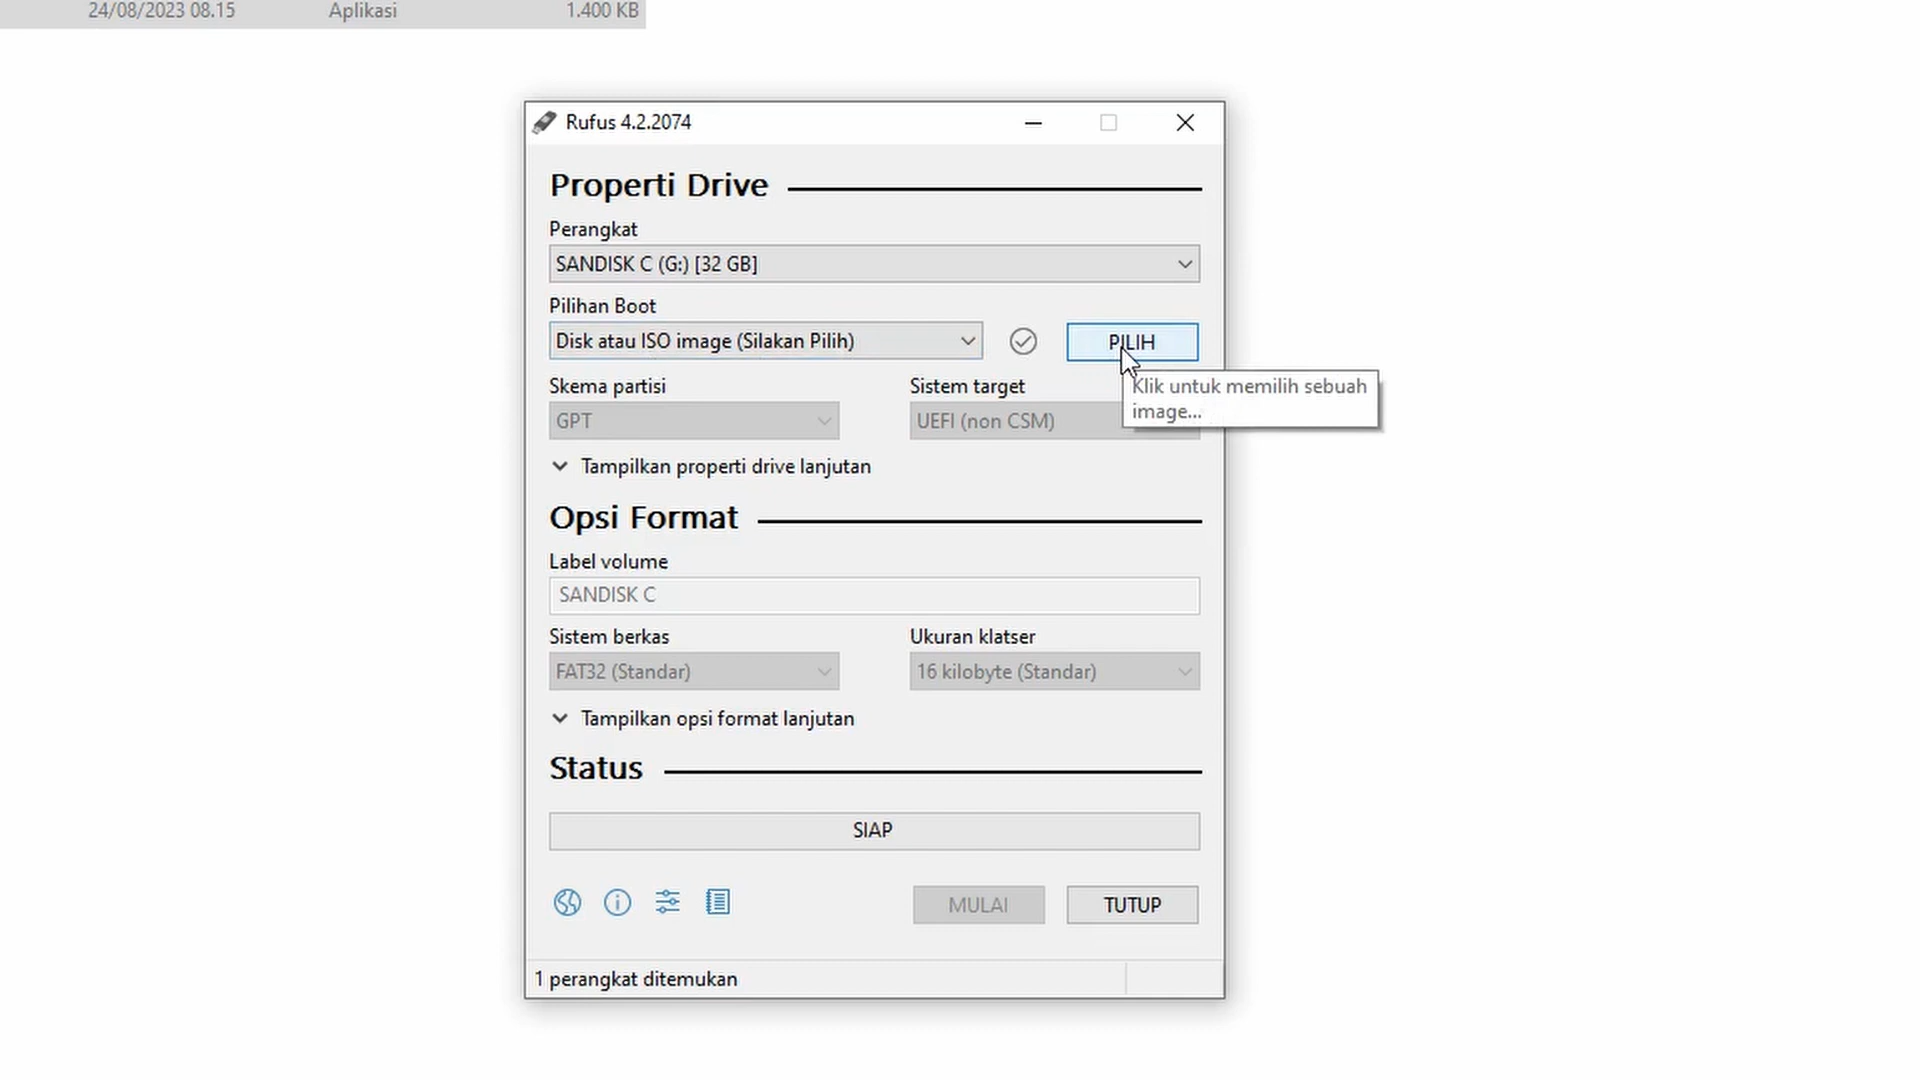 24/08/2023 08.15 Aplikasi 1.400 KB
Rufus 4.2.2074
Properti Drive
Perangkat
SANDISK C (G:) [32 GB]
Pilihan Boot
Disk atau ISO image (Silakan Pilih)
PILIH
Klik untuk memilih sebuah
image...
Skema partisi
Sistem target
GPT
UEFI (non CSM)
Tampilkan properti drive lanjutan
Opsi Format
Label volume
SANDISK C
Sistem berkas
Ukuran klatser
FAT32 (Standar)
16 kilobyte (Standar)
Tampilkan opsi format lanjutan
Status
SIAP
MULAI
TUTUP
1 perangkat ditemukan